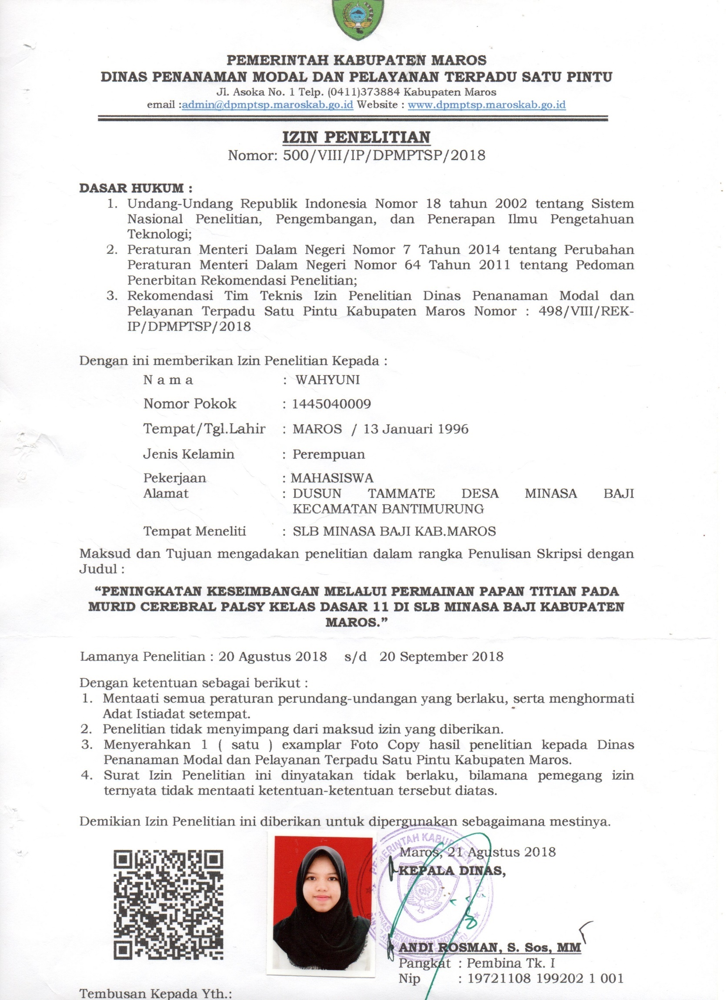 PEMERINTAH KABUPATEN MAROS
DINAS PENANAMAN MODAL DAN PELAYANAN TERPADU SATU PINTU
Jl. Asoka No. 1 Telp. (0411)373884 Kabupaten Maros
email :admin@dpmptsp.maroskab.go.id Website : www.dpmptsp.maroskab.go.id
IZIN PENELITIAN
Nomor: 500/VIII/IP/DPMPTSP/2018
DASAR HUKUM :
1. Undang-Undang Republik Indonesia Nomor 18 tahun 2002 tentang Sistem
Nasional Penelitian, Pengembangan, dan Penerapan Ilmu Pengetahuan
Teknologi;
2. Peraturan Menteri Dalam Negeri Nomor 7 Tahun 2014 tentang Perubahan
Peraturan Menteri Dalam Negeri Nomor 64 Tahun 2011 tentang Pedoman
Penerbitan Rekomendasi Penelitian;
3. Rekomendasi Tim Teknis Izin Penelitian Dinas Penanaman Modal dan
Pelayanan Terpadu Satu Pintu Kabupaten Maros Nomor : 498/VIII/REK-
IP/DPMPTSP/2018
Dengan ini memberikan Izin Penelitian Kepada :
N a m a : WAHYUNI
Nomor Pokok : 1445040009
Tempat/Tgl.Lahir : MAROS / 13 Januari 1996
Jenis Kelamin : Perempuan
Pekerjaan : MAHASISWA
Alamat : DUSUN TAMMATE DESA MINASA BAJI
KECAMATAN BANTIMURUNG
Tempat Meneliti : SLB MINASA BAJI KAB.MAROS
Maksud dan Tujuan mengadakan penelitian dalam rangka Penulisan Skripsi dengan
Judul :
“PENINGKATAN KESEIMBANGAN MELALUI PERMAINAN PAPAN TITIAN PADA
MURID CEREBRAL PALSY KELAS DASAR 11 DI SLB MINASA BAJI KABUPATEN
MAROS.”
Lamanya Penelitian : 20 Agustus 2018 s/d 20 September 2018
Dengan ketentuan sebagai berikut :
1. Mentaati semua peraturan perundang-undangan yang berlaku, serta menghormati
Adat Istiadat setempat.
2. Penelitian tidak menyimpang dari maksud izin yang diberikan.
3. Menyerahkan 1 ( satu ) examplar Foto Copy hasil penelitian kepada Dinas
Penanaman Modal dan Pelayanan Terpadu Satu Pintu Kabupaten Maros.
4. Surat Izin Penelitian ini dinyatakan tidak berlaku, bilamana pemegang izin
ternyata tidak mentaati ketentuan-ketentuan tersebut diatas.
Demikian Izin Penelitian ini diberikan untuk dipergunakan sebagaimana mestinya.
PEMERINTAH KABUPATEN MAROS
Maros, 21 Agustus 2018
KEPALA DINAS,
DINAS PENANAMAN MODAL
ANDI ROSMAN, S. Sos, MM
Pangkat : Pembina Tk. I
Nip : 19721108 199202 1 001
Tembusan Kepada Yth.: